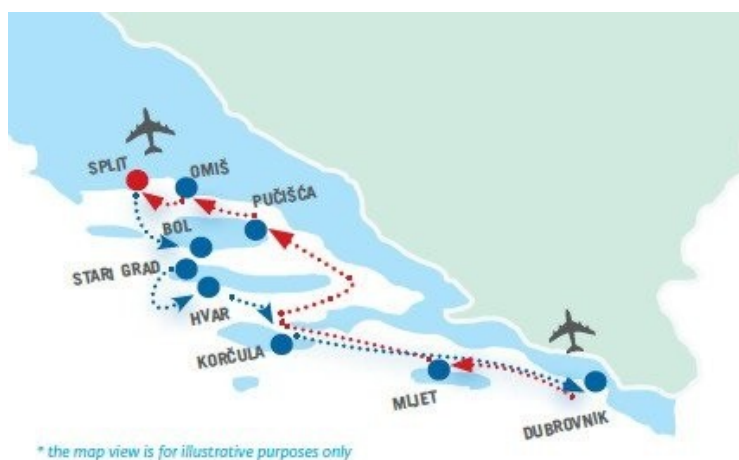 SPLIT
OMIŠ
PUČIŠĆA
BOL
STARI GRAD
HVAR
KORČULA
MLJET
DUBROVNIK
* the map view is for illustrative purposes only